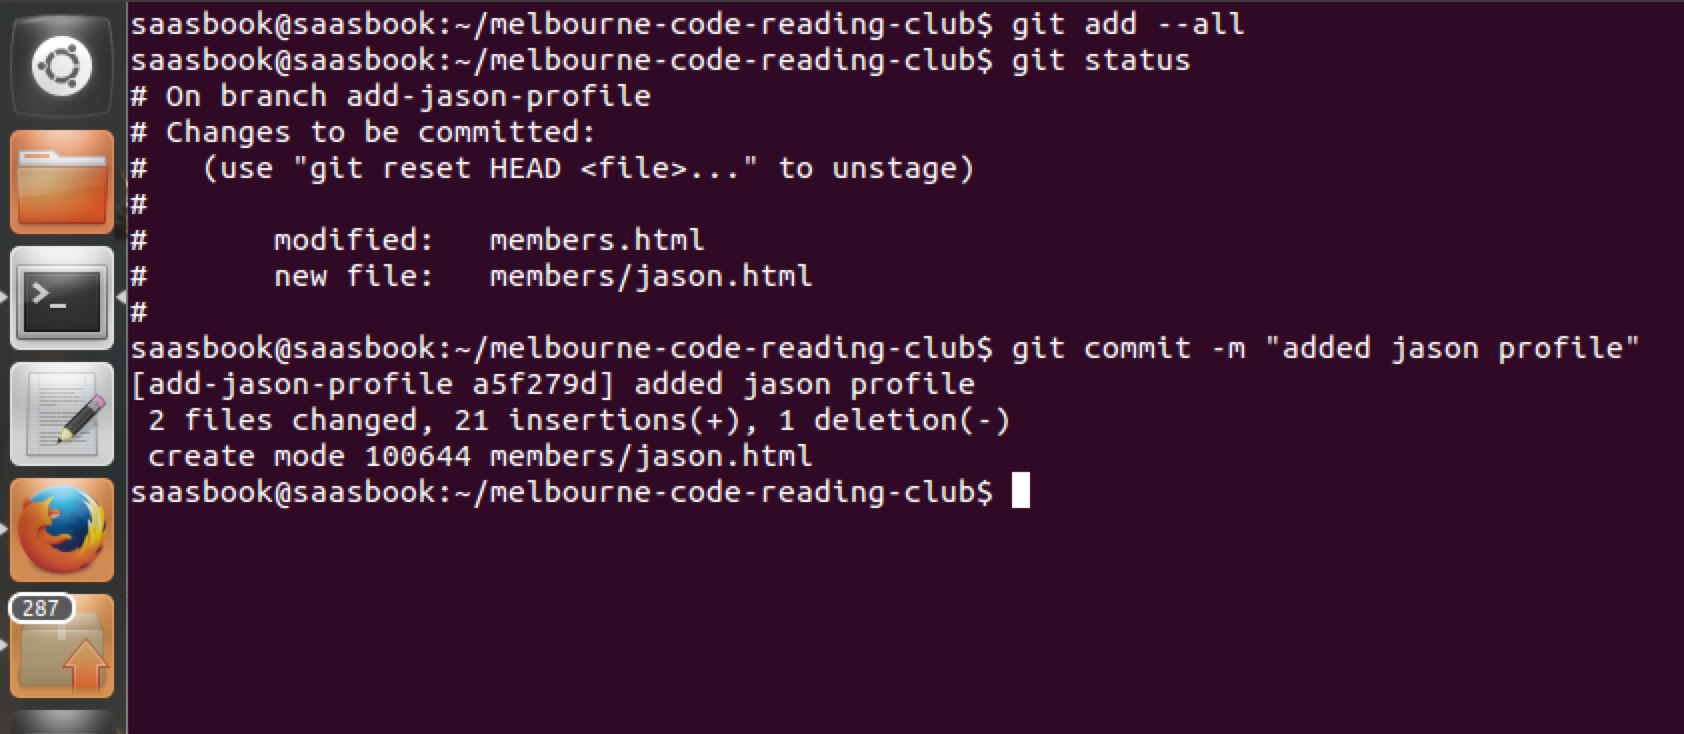 saasbook@saasbook:~/melbourne-code-reading-club$ git add --all
saasbook@saasbook:~/melbourne-code-reading-club$ git status
# On branch add-jason-profile
# Changes to be committed:
#   (use "git reset HEAD <file>..." to unstage)
#
#       modified:   members.html
#       new file:   members/jason.html
#
saasbook@saasbook:~/melbourne-code-reading-club$ git commit -m "added jason profile"
[add-jason-profile a5f279d] added jason profile
 2 files changed, 21 insertions(+), 1 deletion(-)
 create mode 100644 members/jason.html
saasbook@saasbook:~/melbourne-code-reading-club$
>_
287